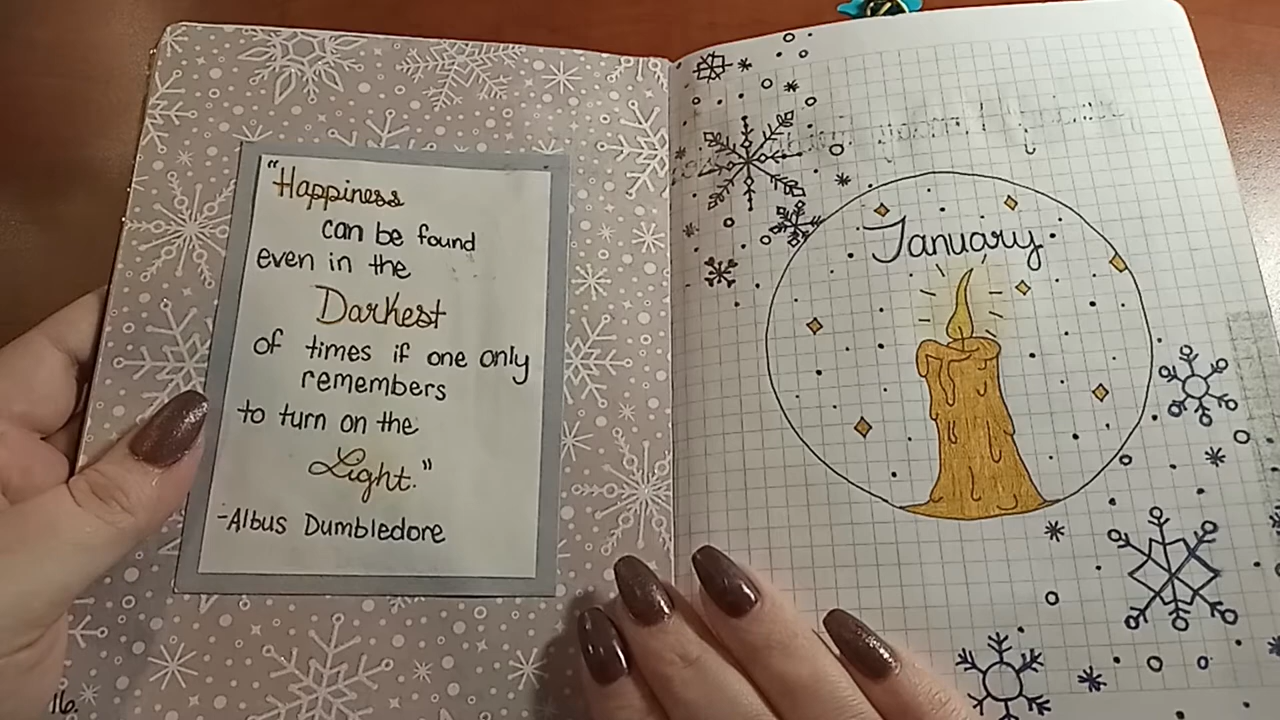 "Happiness
can be found
even in the
Darkest
of times if one only
remembers
to turn on the
Light."
-Albus Dumbledore
16.
January